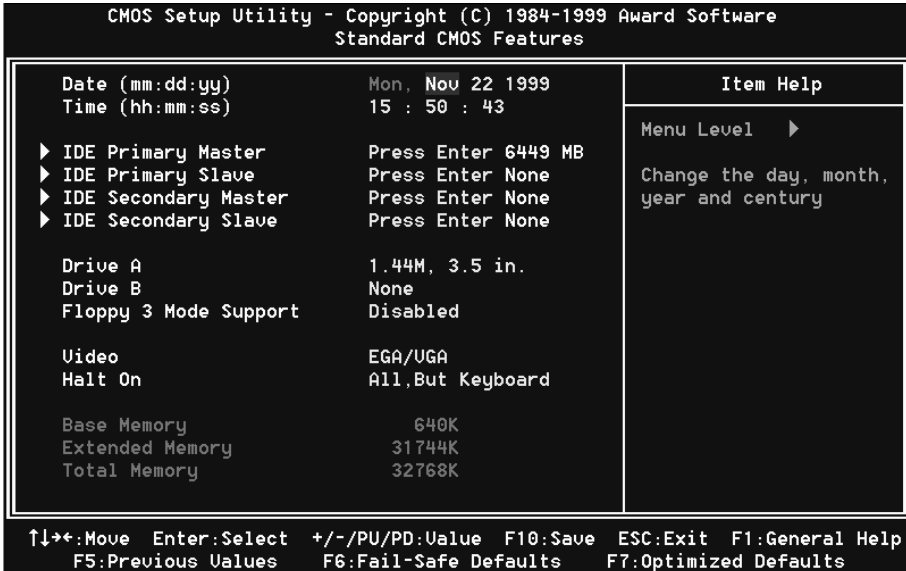 CMOS Setup Utility - Copyright (C) 1984-1999 Award Software
Standard CMOS Features
Date (mm:dd:yy) Mon, Nov 22 1999
Time (hh:mm:ss) 15 : 50 : 43
IDE Primary Master Press Enter 6449 MB
IDE Primary Slave Press Enter None
IDE Secondary Master Press Enter None
IDE Secondary Slave Press Enter None
Drive A 1.44M, 3.5 in.
Drive B None
Floppy 3 Mode Support Disabled
Video EGA/VGA
Halt On All,But Keyboard
Base Memory 640K
Extended Memory 31744K
Total Memory 32768K
Item Help
Menu Level ▶
Change the day, month,
year and century
↑↓→←:Move Enter:Select +/-/PU/PD:Value F10:Save ESC:Exit F1:General Help
F5:Previous Values F6:Fail-Safe Defaults F7:Optimized Defaults